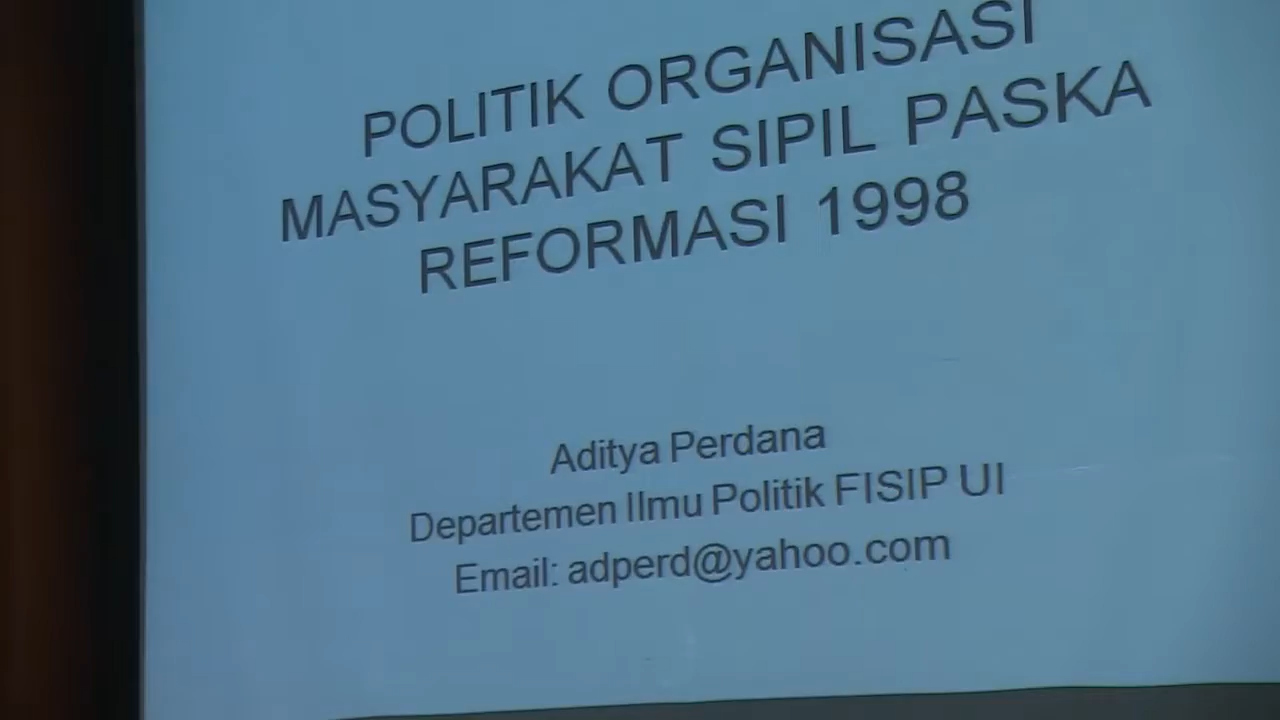 POLITIK ORGANISASI
MASYARAKAT SIPIL PASKA
REFORMASI 1998
Aditya Perdana
Departemen Ilmu Politik FISIP UI
Email: adperd@yahoo.com